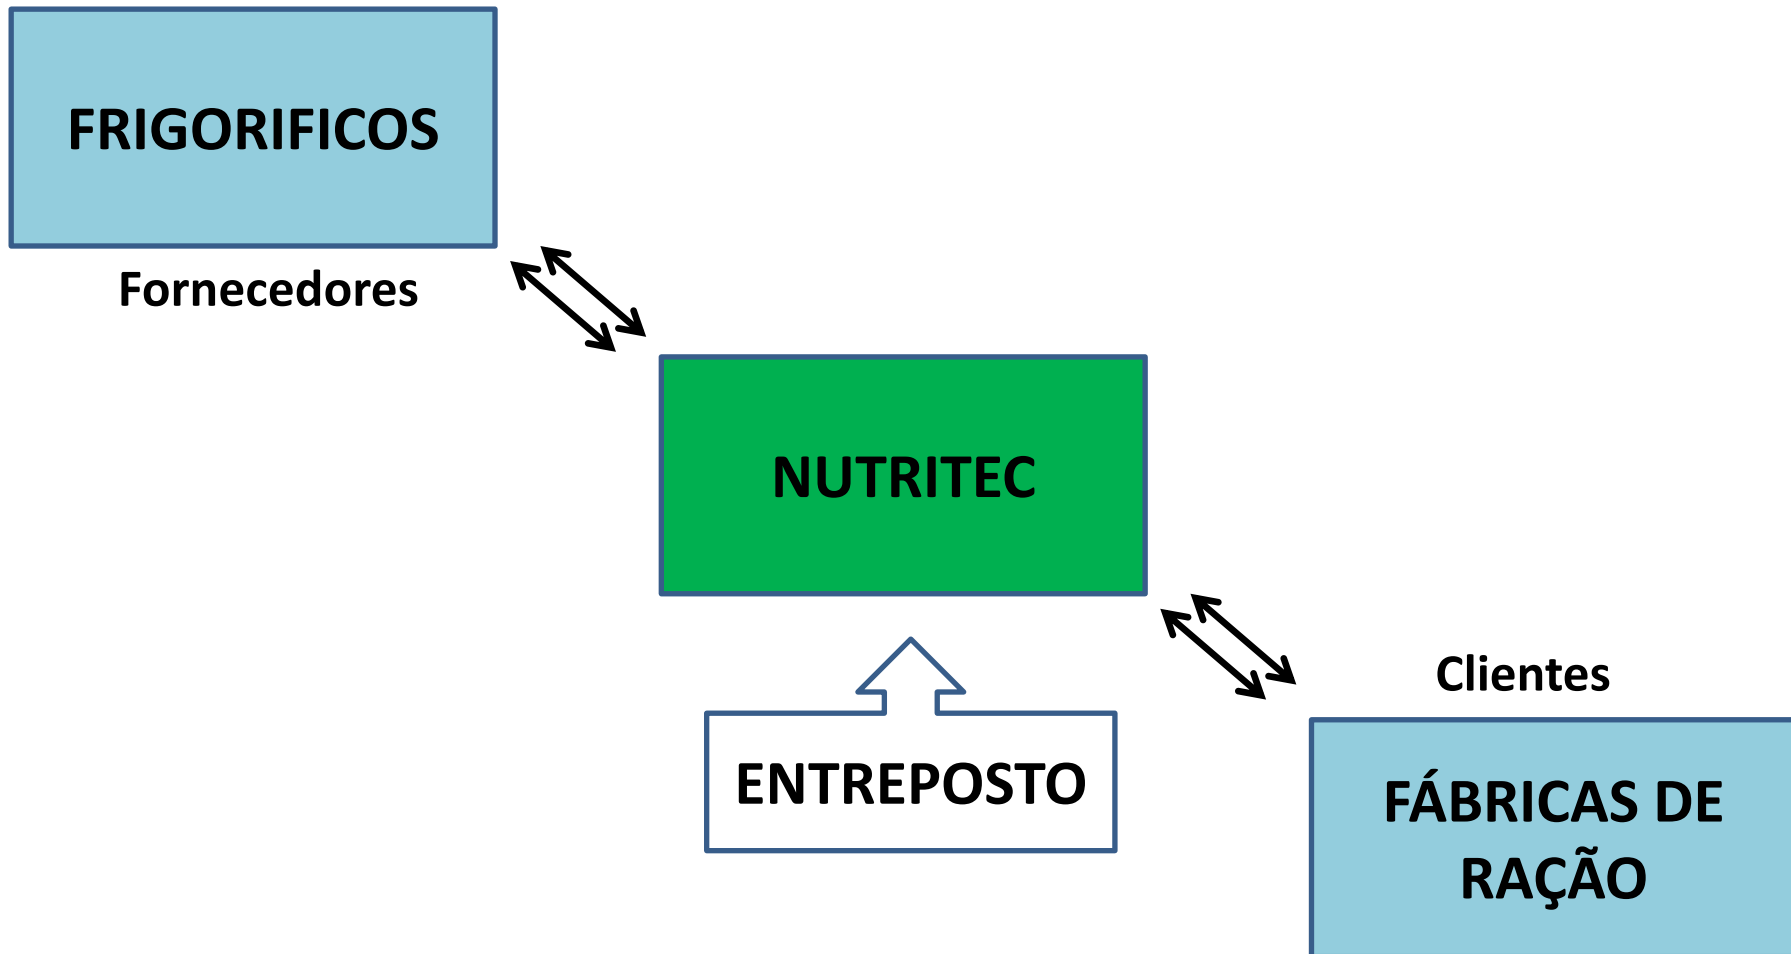 FRIGORIFICOS
Fornecedores
NUTRITEC
ENTREPOSTO
Clientes
FÁBRICAS DE
RAÇÃO